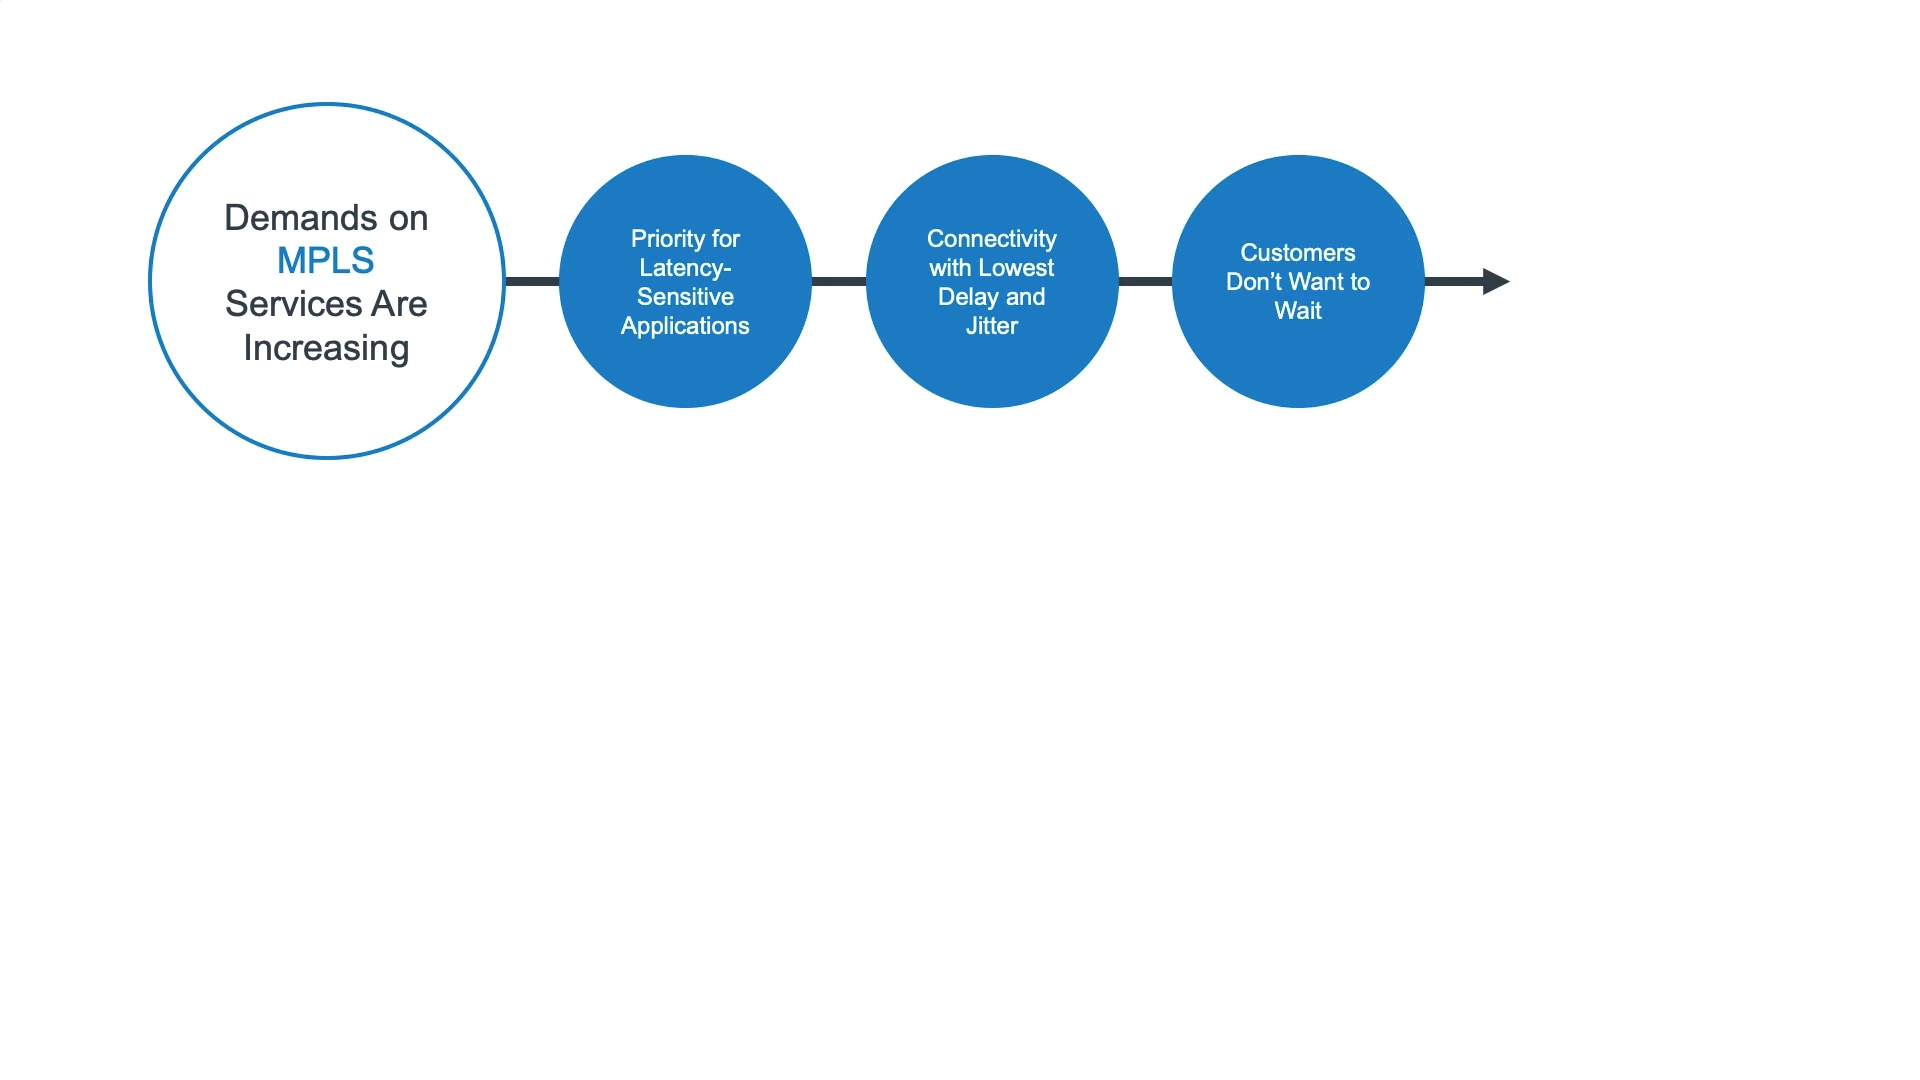 Demands on
MPLS
Services Are
Increasing
Priority for
Latency-
Sensitive
Applications
Connectivity
with Lowest
Delay and
Jitter
Customers
Don’t Want to
Wait